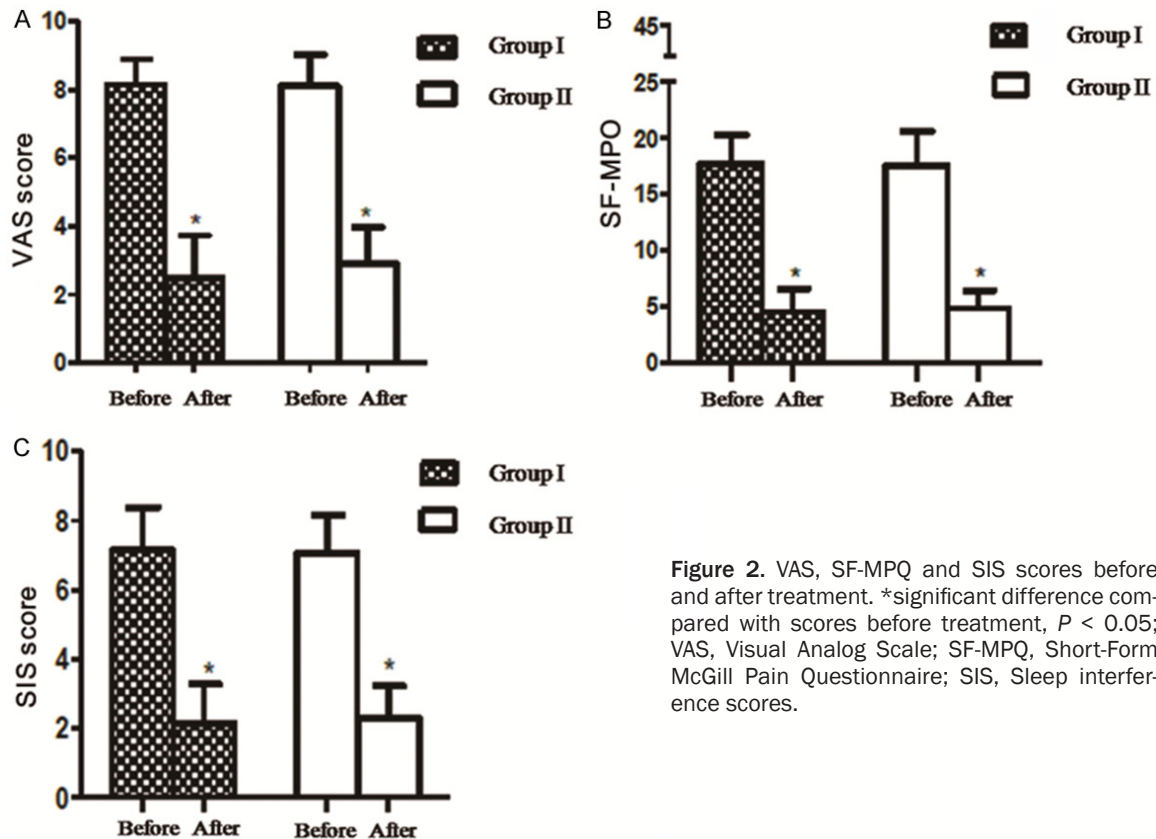 A
VAS score
10
8
6
4
2
0
*
*
Before After
Before After
Group I
Group II
B
SF-MPO
45
25
20
15
10
5
0
*
*
Before After
Before After
Group I
Group II
C
SIS score
10
8
6
4
2
0
*
*
Before After
Before After
Group I
Group II
Figure 2. VAS, SF-MPQ and SIS scores before
and after treatment. *significant difference com-
pared with scores before treatment, P < 0.05;
VAS, Visual Analog Scale; SF-MPQ, Short-Form
McGill Pain Questionnaire; SIS, Sleep interfer-
ence scores.